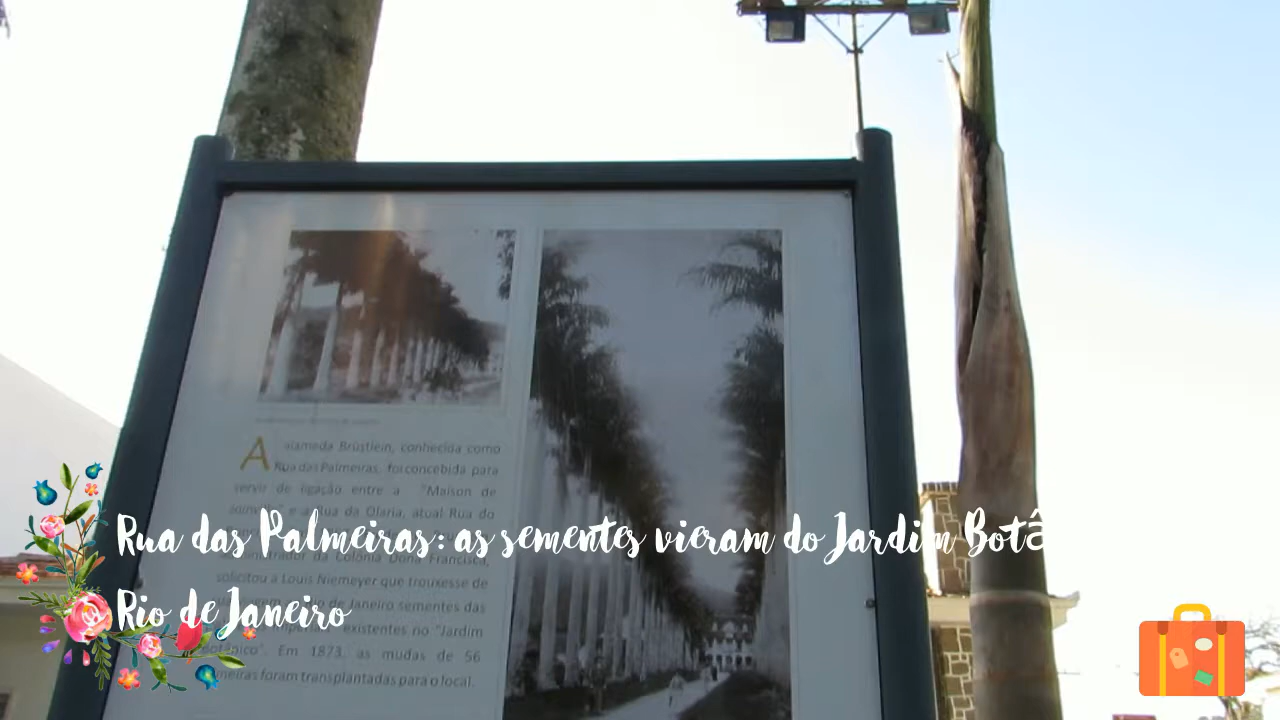 A alameda Brüstlein, conhecida como
Rua das Palmeiras, foi concebida para
servir de ligação entre a "Maison de
e a Rua da Olaria, atual Rua do
Rua das Palmeiras: as sementes vieram do Jardim Botâ
da Colônia Dona Francisca,
solicitou a Louis Niemeyer que trouxesse de
de Janeiro sementes das
Rio de Janeiro
existentes no "Jardim
Em 1873, as mudas de 56
foram transplantadas para o local.